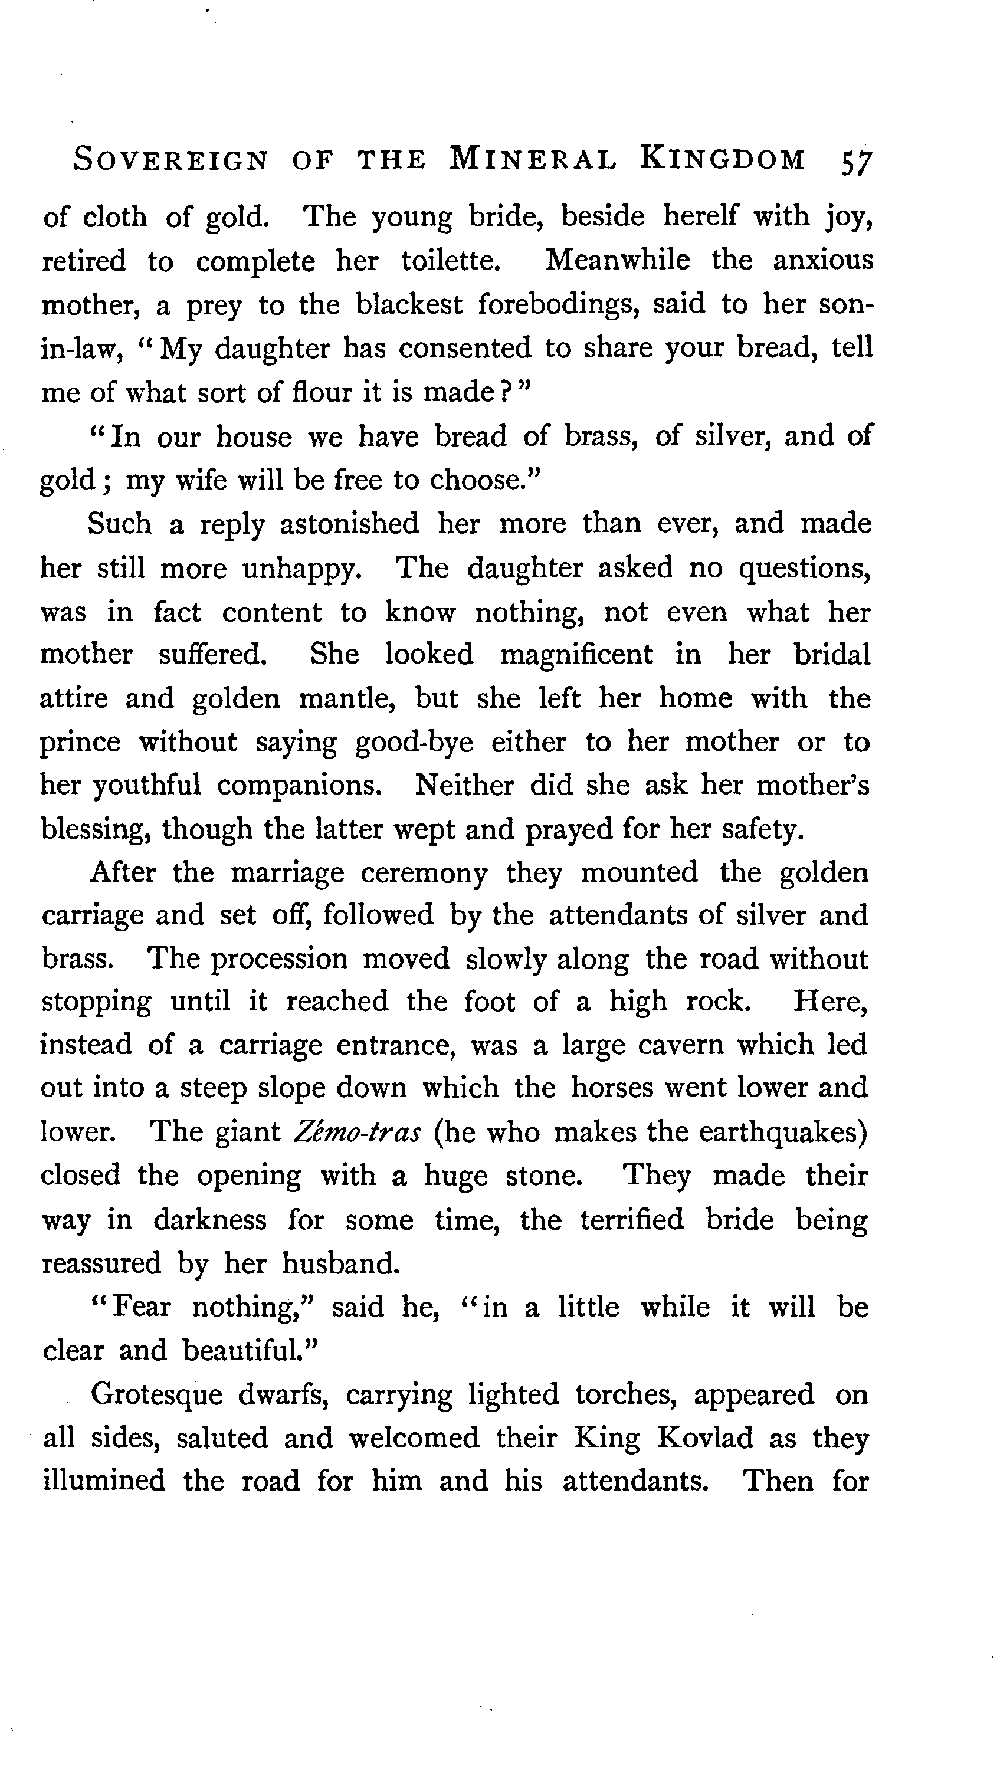 SOVEREIGN OF THE MINERAL KINGDOM 57
of cloth of gold. The young bride, beside herelf with joy,
retired to complete her toilette. Meanwhile the anxious
mother, a prey to the blackest forebodings, said to her son-
in-law, “My daughter has consented to share your bread, tell
me of what sort of flour it is made?”
“In our house we have bread of brass, of silver, and of
gold; my wife will be free to choose.”
Such a reply astonished her more than ever, and made
her still more unhappy. The daughter asked no questions,
was in fact content to know nothing, not even what her
mother suffered. She looked magnificent in her bridal
attire and golden mantle, but she left her home with the
prince without saying good-bye either to her mother or to
her youthful companions. Neither did she ask her mother’s
blessing, though the latter wept and prayed for her safety.
After the marriage ceremony they mounted the golden
carriage and set off, followed by the attendants of silver and
brass. The procession moved slowly along the road without
stopping until it reached the foot of a high rock. Here,
instead of a carriage entrance, was a large cavern which led
out into a steep slope down which the horses went lower and
lower. The giant Zémo-tras (he who makes the earthquakes)
closed the opening with a huge stone. They made their
way in darkness for some time, the terrified bride being
reassured by her husband.
“Fear nothing,” said he, “in a little while it will be
clear and beautiful.”
Grotesque dwarfs, carrying lighted torches, appeared on
all sides, saluted and welcomed their King Kovlad as they
illumined the road for him and his attendants. Then for